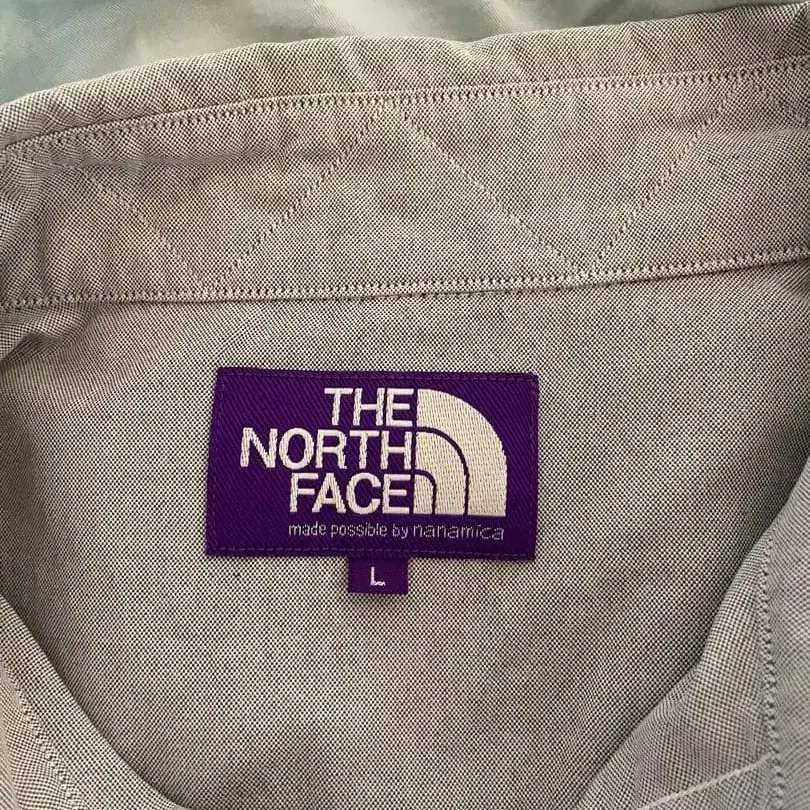 THE
NORTH
FACE
made possible by nanamica
L